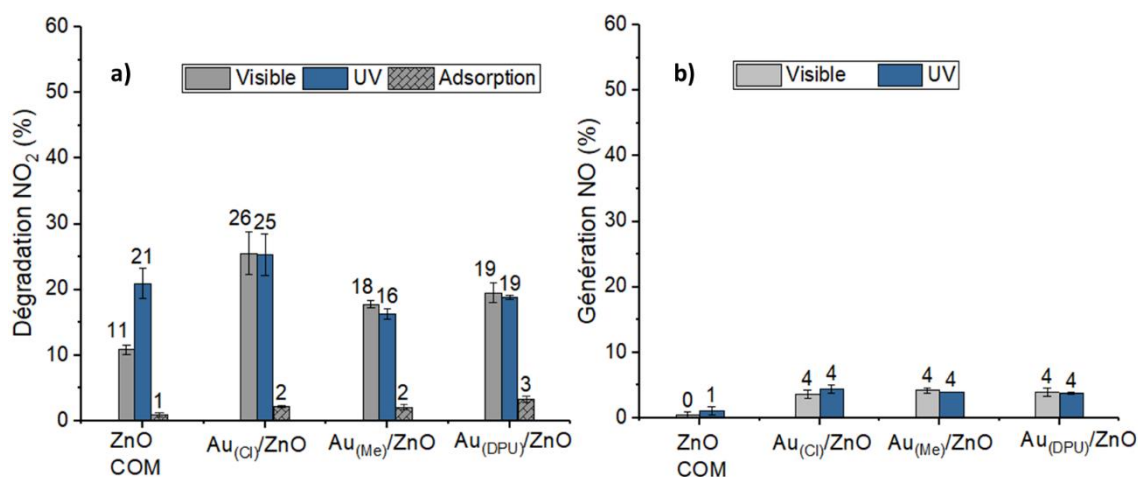 a)
Visible UV Adsorption
Dégradation NO2 (%)
60
50
40
30
20
10
0
11 21 1
26 25 2
18 16 2
19 19 3
ZnO
COM
Au(Cl)/ZnO
Au(Me)/ZnO
Au(DPU)/ZnO
b)
Visible UV
Génération NO (%)
60
50
40
30
20
10
0
0 1
4 4
4 4
4 4
ZnO
COM
Au(Cl)/ZnO
Au(Me)/ZnO
Au(DPU)/ZnO